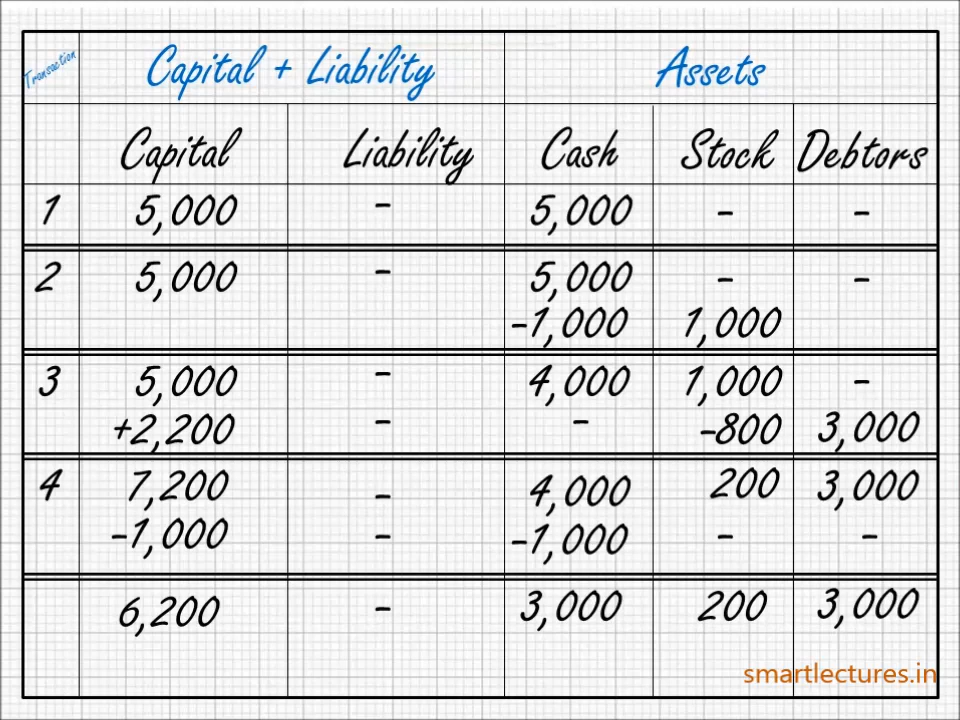 Transaction Capital + Liability Assets
Capital Liability Cash Stock Debtors
1 5,000 - 5,000 - -
2 5,000 - 5,000 - -
-1,000 1,000
3 5,000 - 4,000 1,000 -
+2,200 - - -800 3,000
4 7,200 - 4,000 200 3,000
-1,000 - -1,000 - -
6,200 - 3,000 200 3,000
smartlectures.in